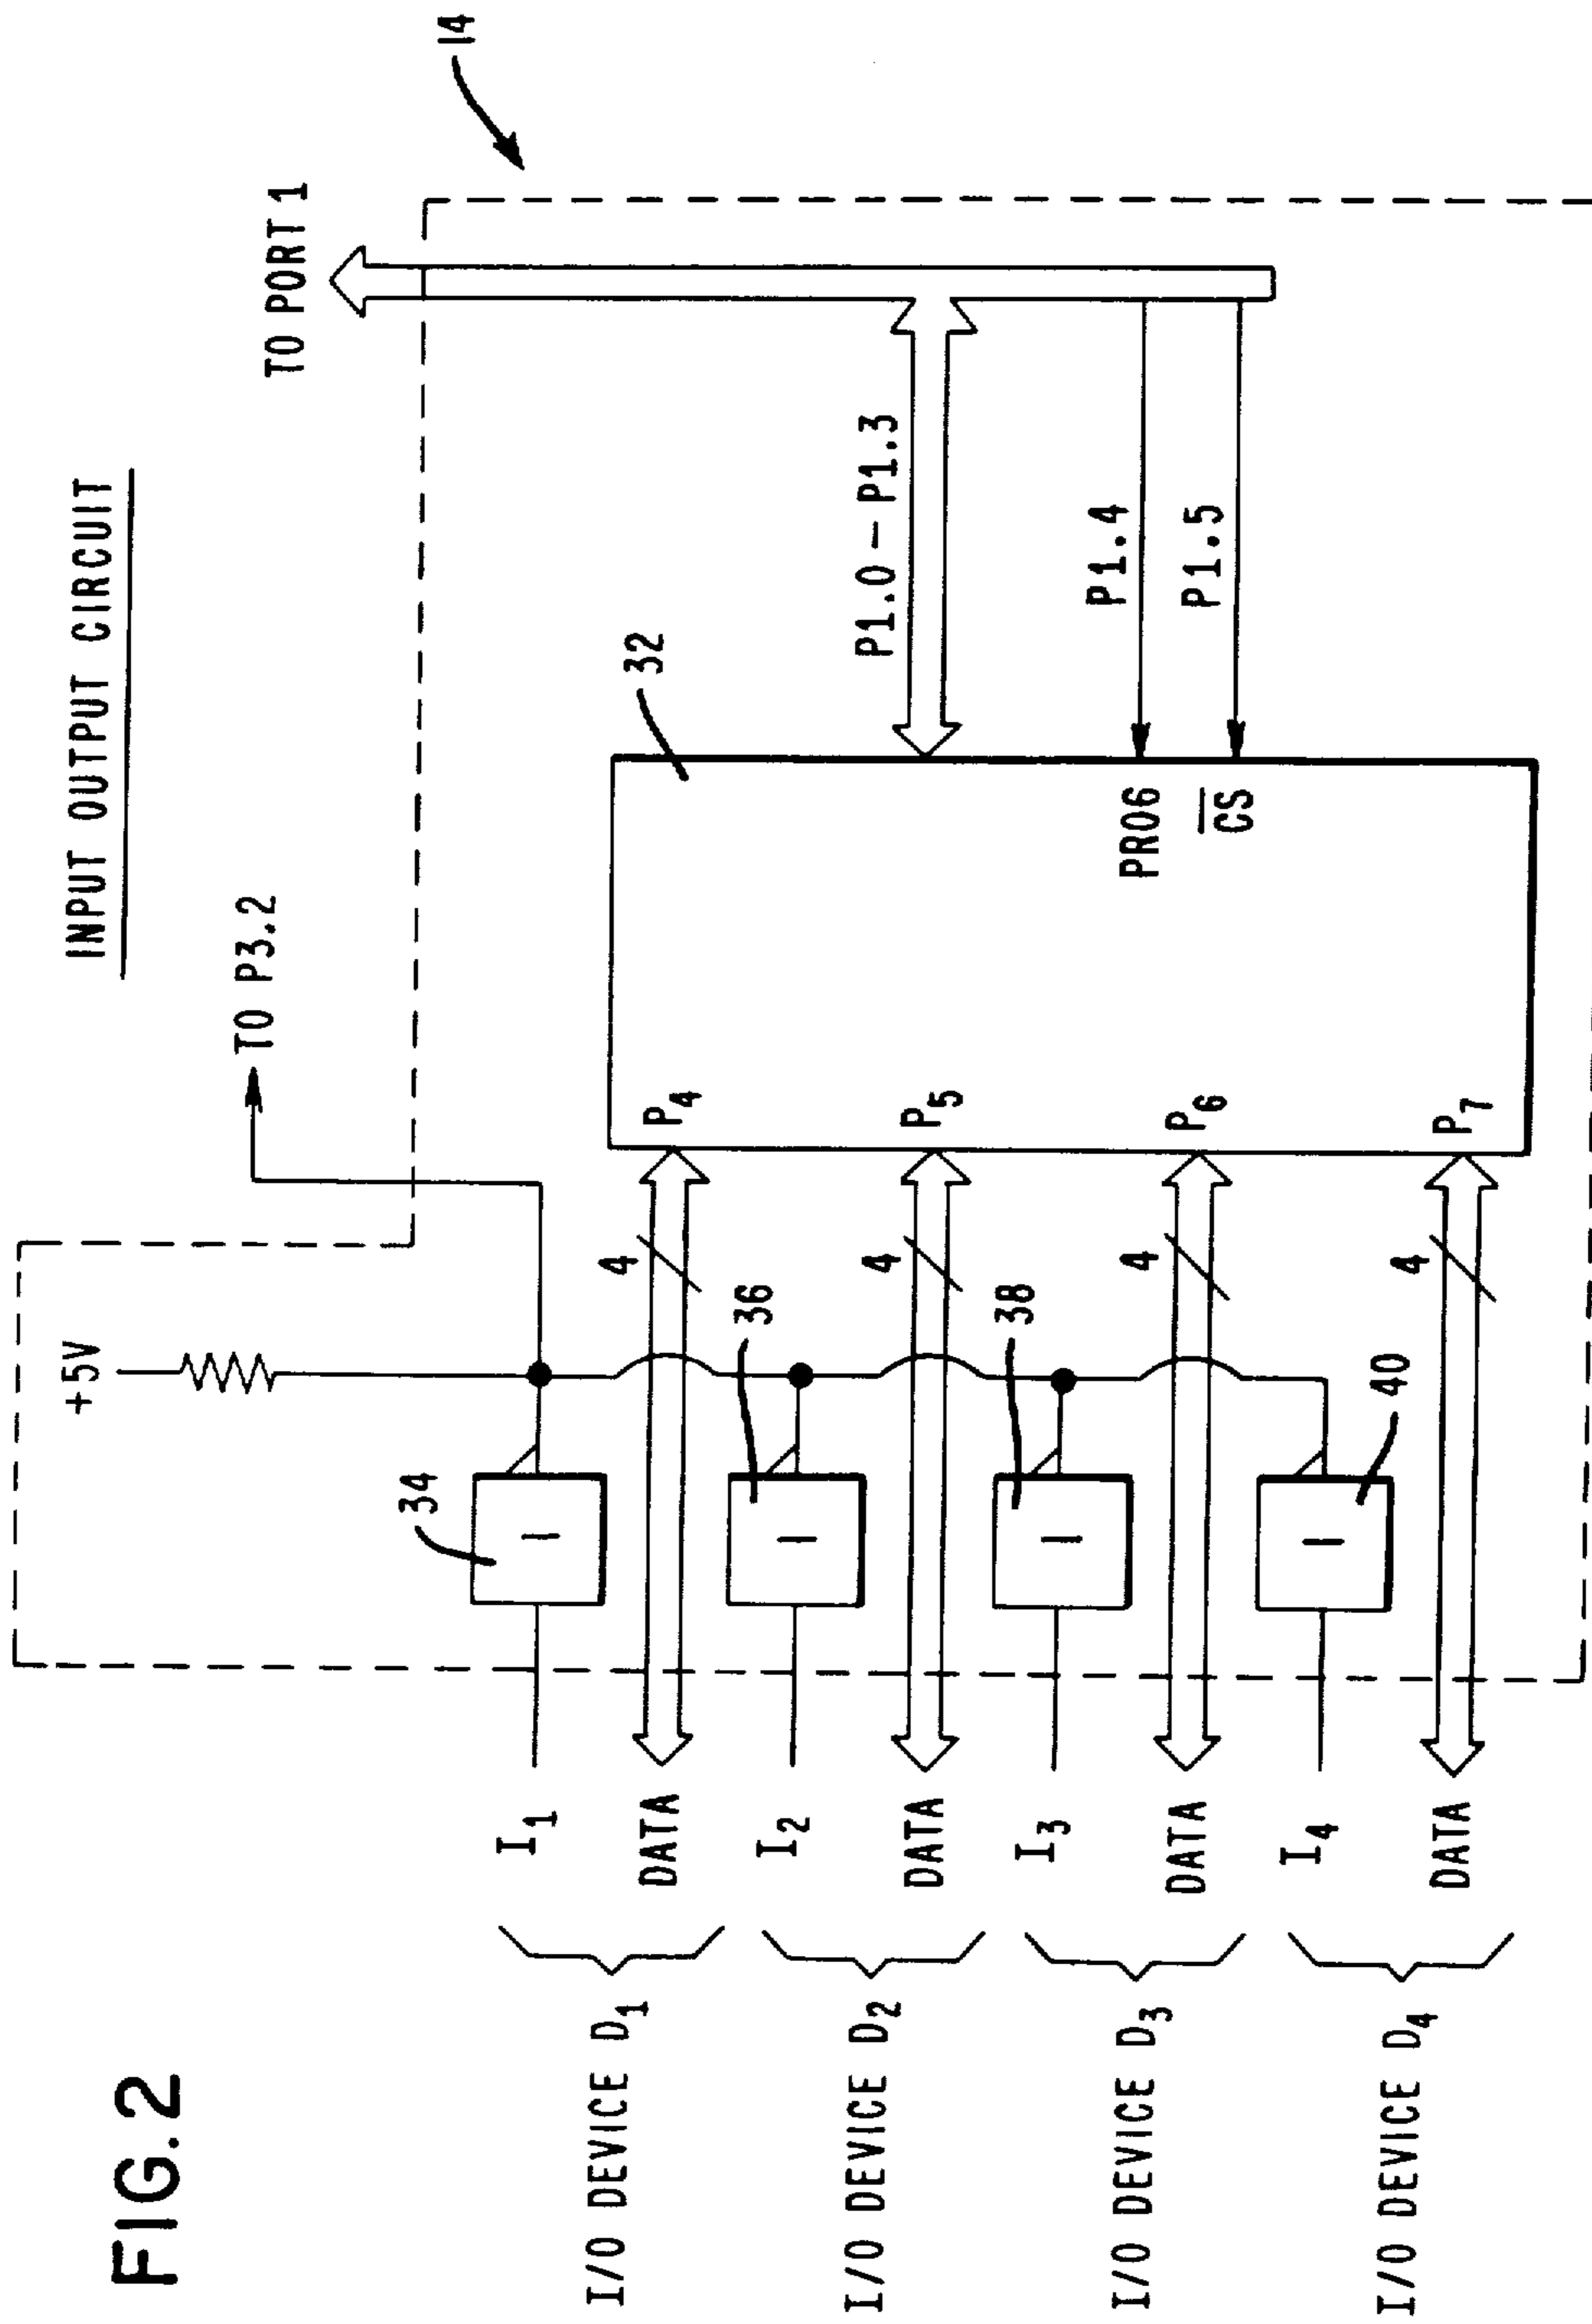 FIG.2
INPUT OUTPUT CIRCUIT
14
+5V
TO P3.2
TO PORT 1
34
I1
I
4
P4
32
DATA
I/O DEVICE D1
36
I2
I
4
P5
P1.0-P1.3
DATA
I/O DEVICE D2
38
I3
I
4
P6
PRO6
P1.4
DATA
C̅S̅
P1.5
I/O DEVICE D3
40
I4
I
4
P7
DATA
I/O DEVICE D4